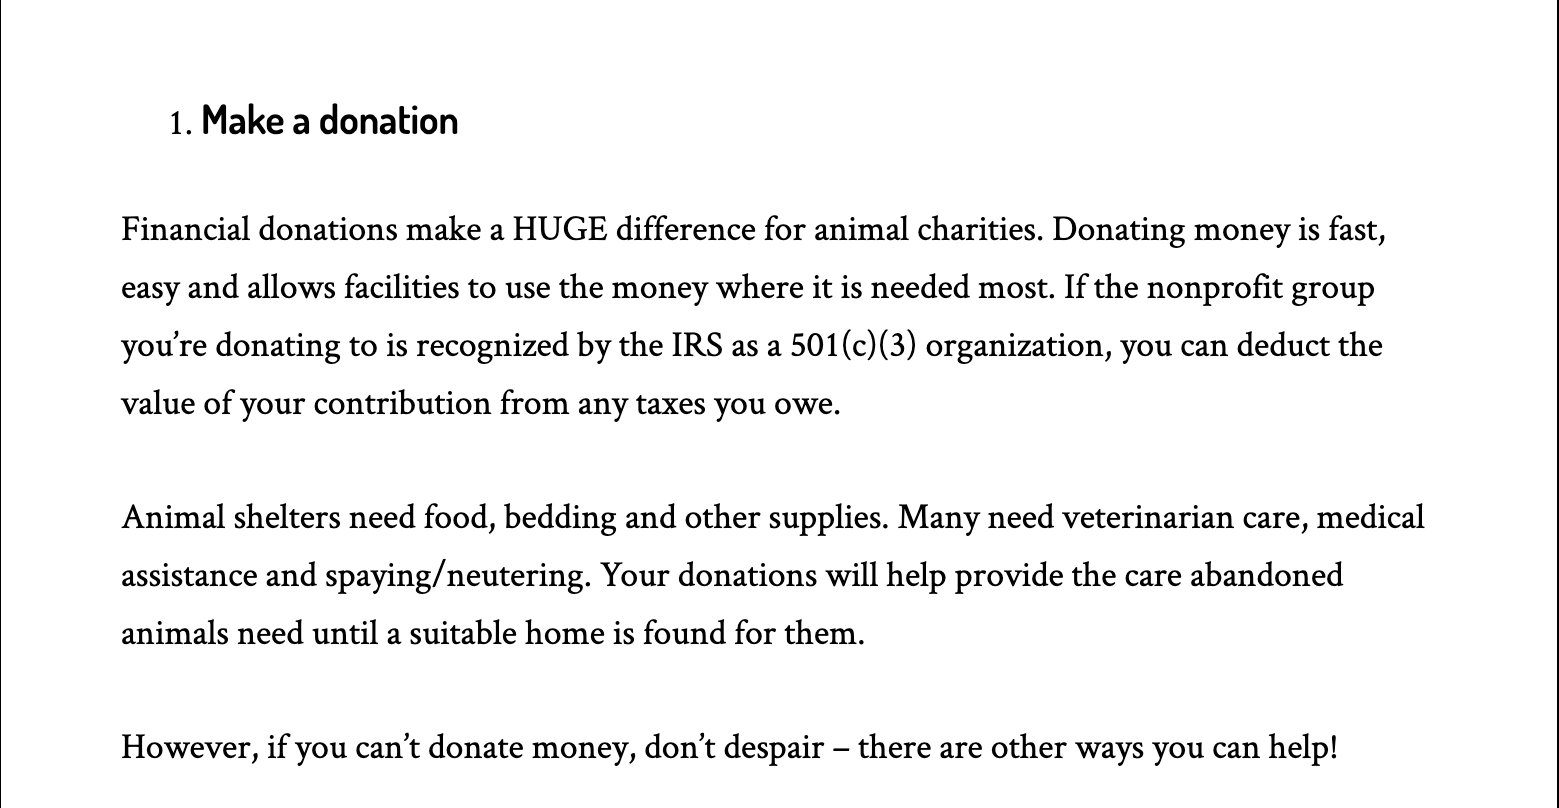 1. Make a donation
Financial donations make a HUGE difference for animal charities. Donating money is fast,
easy and allows facilities to use the money where it is needed most. If the nonprofit group
you’re donating to is recognized by the IRS as a 501(c)(3) organization, you can deduct the
value of your contribution from any taxes you owe.
Animal shelters need food, bedding and other supplies. Many need veterinarian care, medical
assistance and spaying/neutering. Your donations will help provide the care abandoned
animals need until a suitable home is found for them.
However, if you can’t donate money, don’t despair – there are other ways you can help!